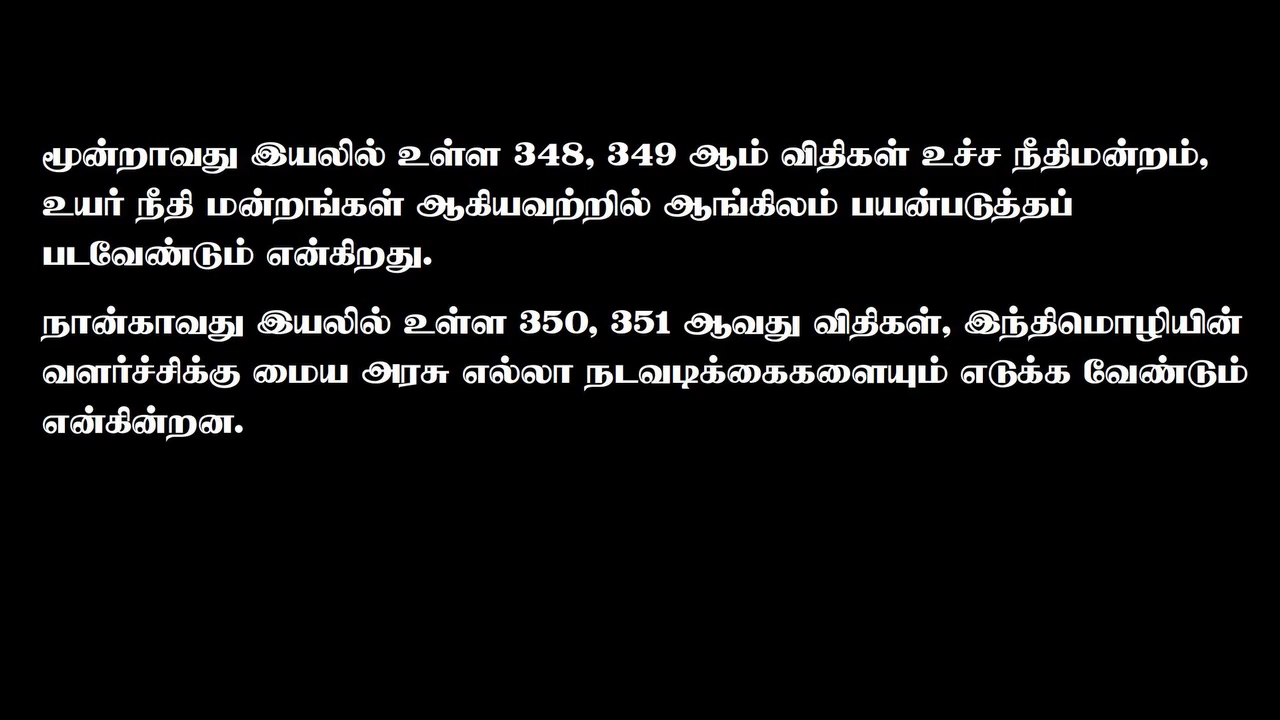 மூன்றாவது இயலில் உள்ள 348, 349 ஆம் விதிகள் உச்ச நீதிமன்றம்,
உயர் நீதி மன்றங்கள் ஆகியவற்றில் ஆங்கிலம் பயன்படுத்தப்
படவேண்டும் என்கிறது.
நான்காவது இயலில் உள்ள 350, 351 ஆவது விதிகள், இந்திமொழியின்
வளர்ச்சிக்கு மைய அரசு எல்லா நடவடிக்கைகளையும் எடுக்க வேண்டும்
என்கின்றன.